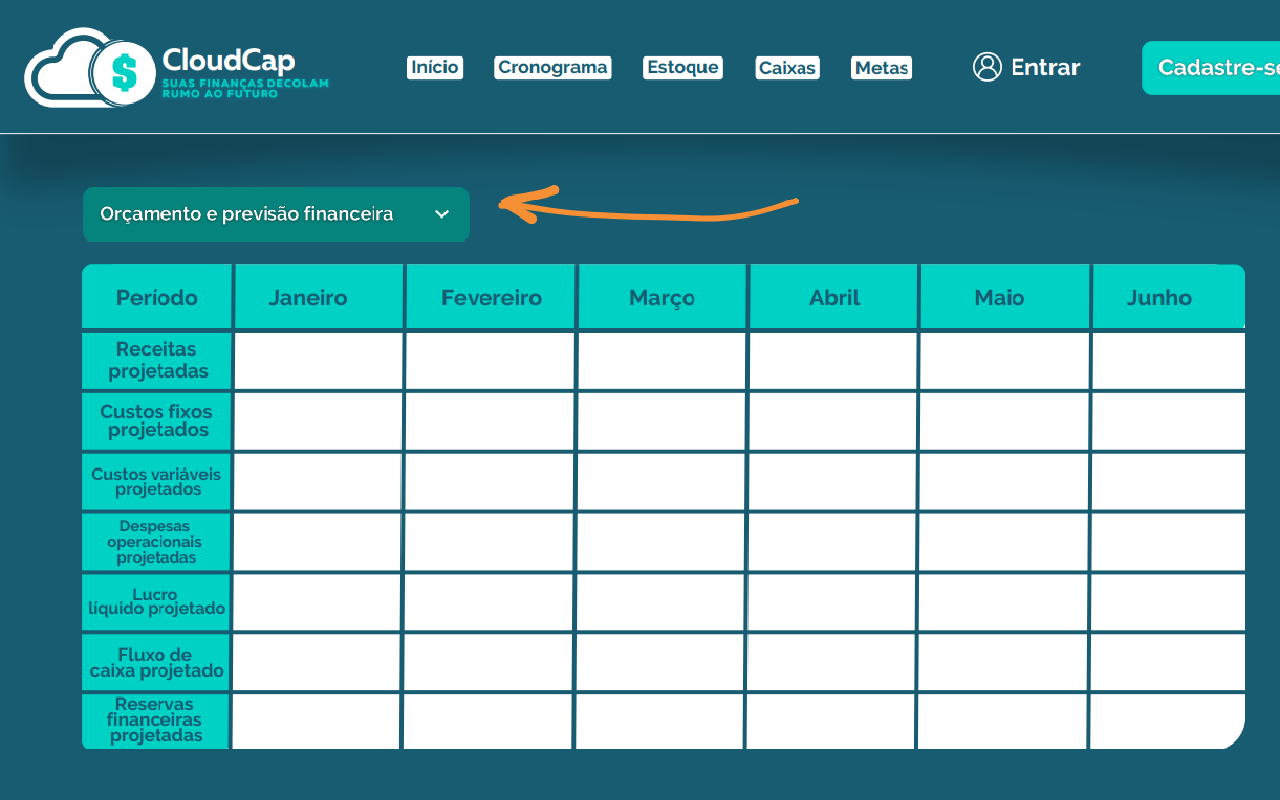 CloudCap
SUAS FINANÇAS DECOLAM
RUMO AO FUTURO
Início
Cronograma
Estoque
Caixas
Metas
Entrar
Cadastre-se
Orçamento e previsão financeira
Período
Janeiro
Fevereiro
Março
Abril
Maio
Junho
Receitas
projetadas
Custos fixos
projetados
Custos variáveis
projetados
Despesas
operacionais
projetadas
Lucro
líquido projetado
Fluxo de
caixa projetado
Reservas
financeiras
projetadas